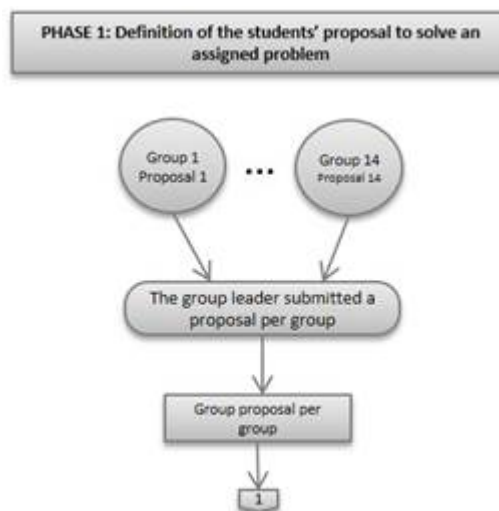 PHASE 1: Definition of the students’ proposal to solve an
assigned problem
Group 1
Proposal 1
...
Group 14
Proposal 14
The group leader submitted a
proposal per group
Group proposal per
group
1